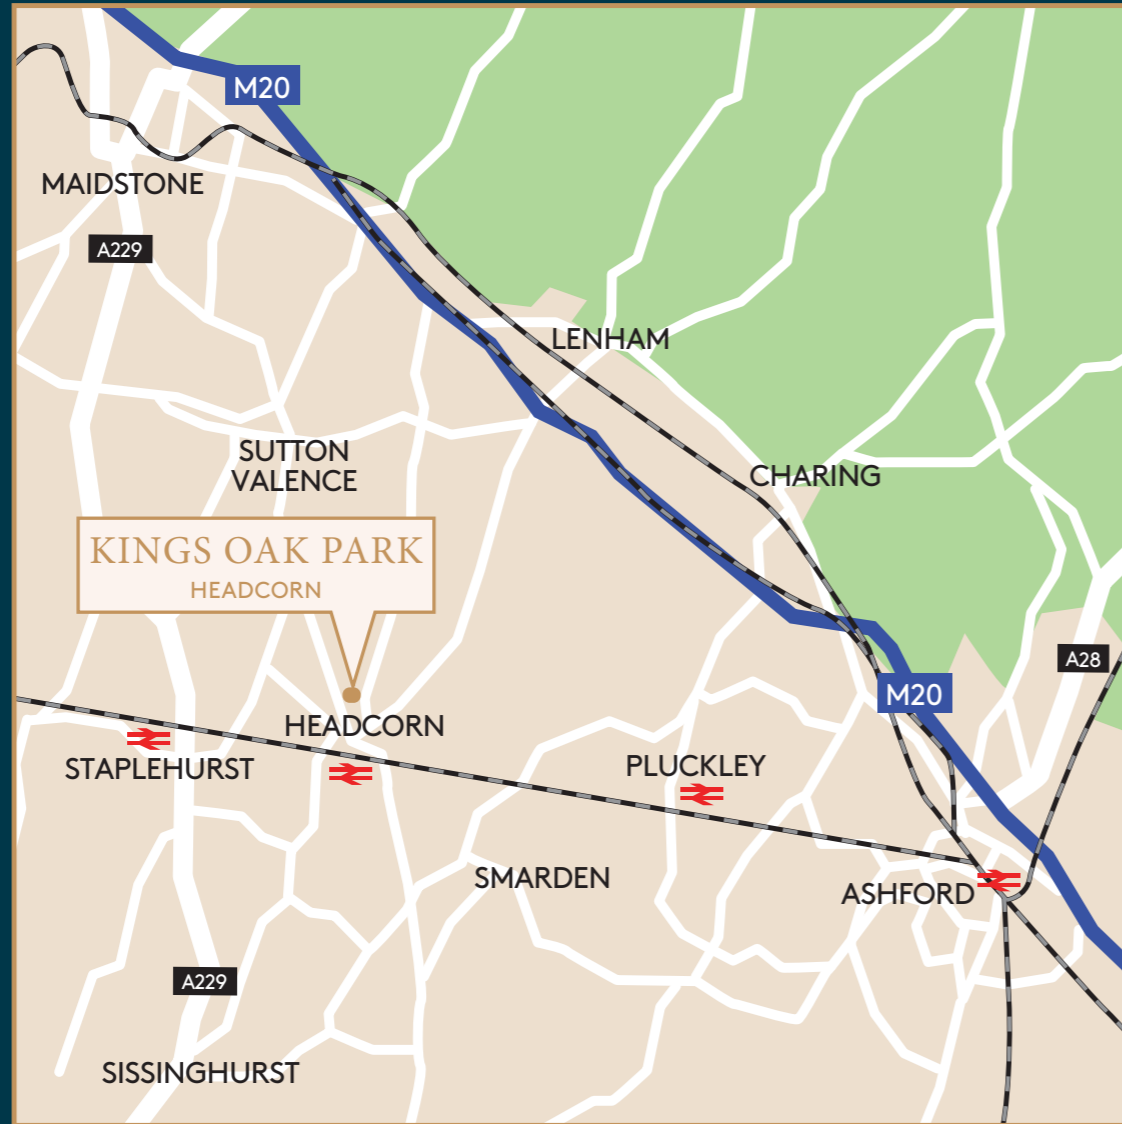 M20
MAIDSTONE
A229
LENHAM
SUTTON
VALENCE
CHARING
KINGS OAK PARK
HEADCORN
A28
M20
HEADCORN
STAPLEHURST
PLUCKLEY
SMARDEN
ASHFORD
A229
SISSINGHURST